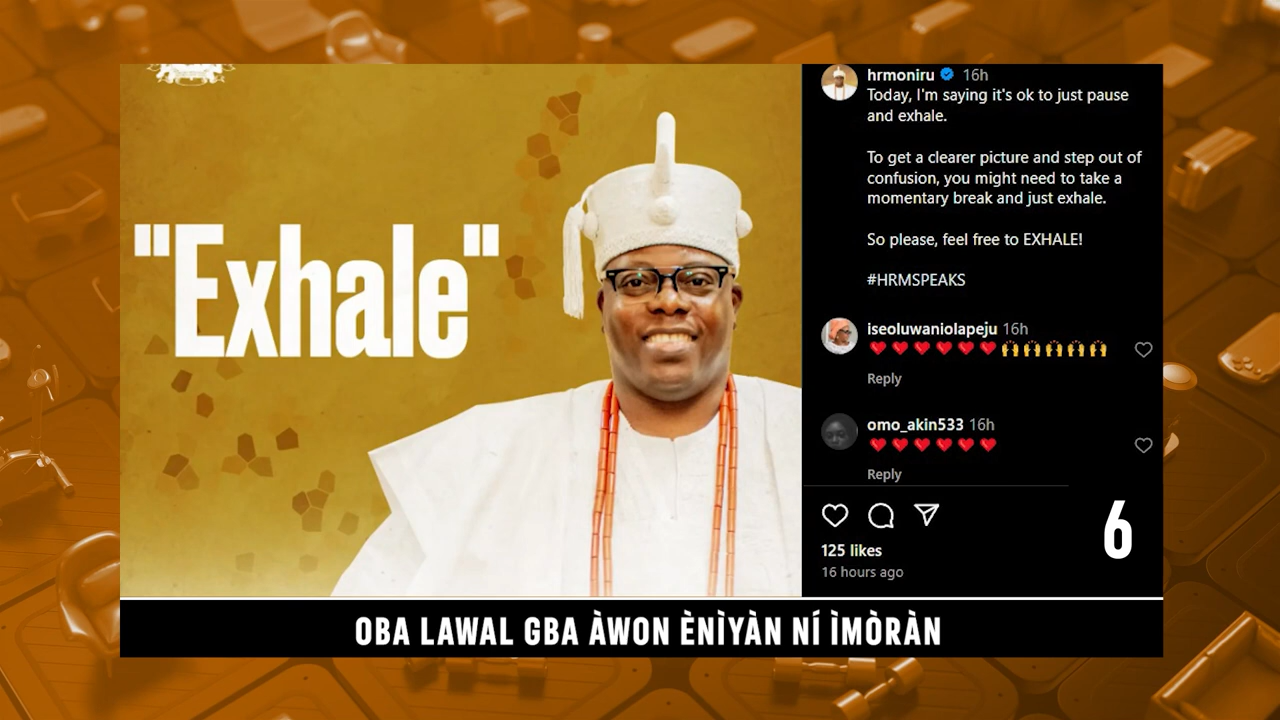 "Exhale"
hrmoniru 16h
Today, I'm saying it's ok to just pause
and exhale.
To get a clearer picture and step out of
confusion, you might need to take a
momentary break and just exhale.
So please, feel free to EXHALE!
#HRMSPEAKS
iseoluwaniolapeju 16h
❤️❤️❤️❤️❤️❤️🙌🙌🙌🙌🙌
Reply
omo_akin533 16h
❤️❤️❤️❤️❤️❤️
Reply
125 likes
16 hours ago
6
OBA LAWAL GBA ÀWON ÈNÌYÀN NÍ ÌMÒRÀN